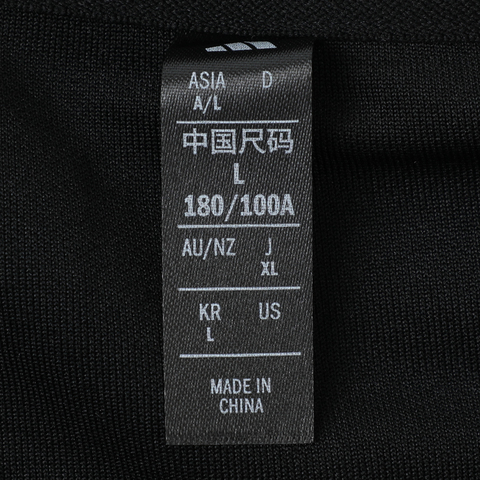 ASIA D
A/L
中国尺码
L
180/100A
AU/NZ J
XL
KR US
L
MADE IN
CHINA